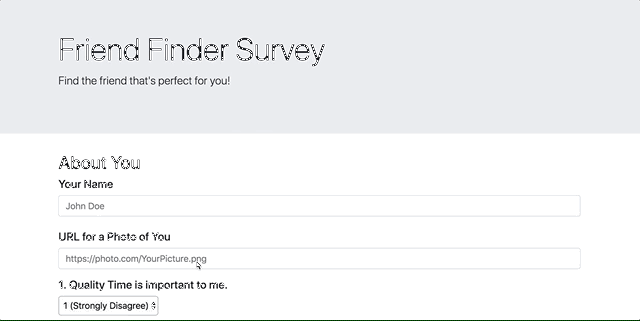 Friend Finder Survey
Find the friend that's perfect for you!
About You
Your Name
John Doe
URL for a Photo of You
https://photo.com/YourPicture.png
1. Quality Time is important to me.
1 (Strongly Disagree)